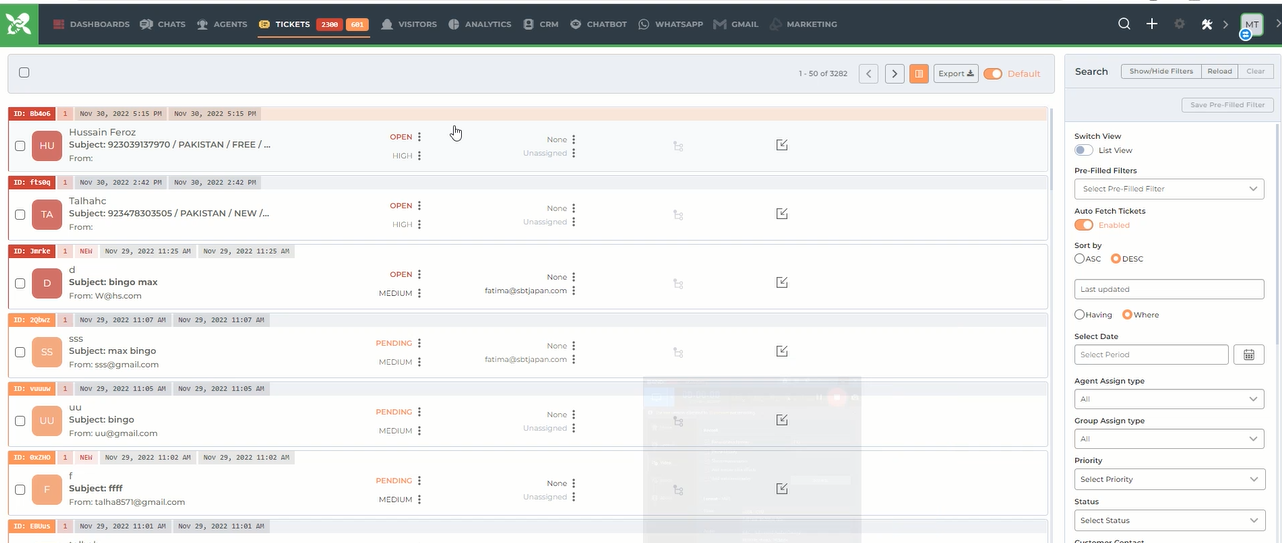 DASHBOARDS CHATS AGENTS TICKETS 2300 601 VISITORS ANALYTICS CRM CHATBOT WHATSAPP GMAIL MARKETING MT
1 - 50 of 3282 Export Default
ID: Bb4o6 1 Nov 30, 2022 5:15 PM Nov 30, 2022 5:15 PM
HU
Hussain Feroz
Subject: 923039137970 / PAKISTAN / FREE / ...
From:
OPEN
HIGH
None
Unassigned
ID: fts0q 1 Nov 30, 2022 2:42 PM Nov 30, 2022 2:42 PM
TA
Talhahc
Subject: 923478303505 / PAKISTAN / NEW /...
From:
OPEN
HIGH
None
Unassigned
ID: Jmrke 1 NEW Nov 29, 2022 11:25 AM Nov 29, 2022 11:25 AM
D
d
Subject: bingo max
From: W@hs.com
OPEN
MEDIUM
None
fatima@sbtjapan.com
ID: 2Qbwz 1 Nov 29, 2022 11:07 AM Nov 29, 2022 11:07 AM
SS
sss
Subject: max bingo
From: sss@gmail.com
PENDING
MEDIUM
None
fatima@sbtjapan.com
1 Nov 29, 2022 11:05 AM Nov 29, 2022 11:05 AM
UU
uu
Subject: bingo
From: uu@gmail.com
PENDING
MEDIUM
None
Unassigned
ID: 0xZHO 1 NEW Nov 29, 2022 11:02 AM Nov 29, 2022 11:02 AM
F
f
Subject: ffff
From: talha8571@gmail.com
PENDING
MEDIUM
None
Unassigned
ID: E8Uus 1 Nov 29, 2022 11:01 AM Nov 29, 2022 11:01 AM
Search Show/Hide Filters Reload Clear
Save Pre-Filled Filter
Switch View
List View
Pre-Filled Filters
Select Pre-Filled Filter
Auto Fetch Tickets
Enabled
Sort by
ASC DESC
Last updated
Having Where
Select Date
Select Period
Agent Assign type
All
Group Assign type
All
Priority
Select Priority
Status
Select Status
Customer Contact